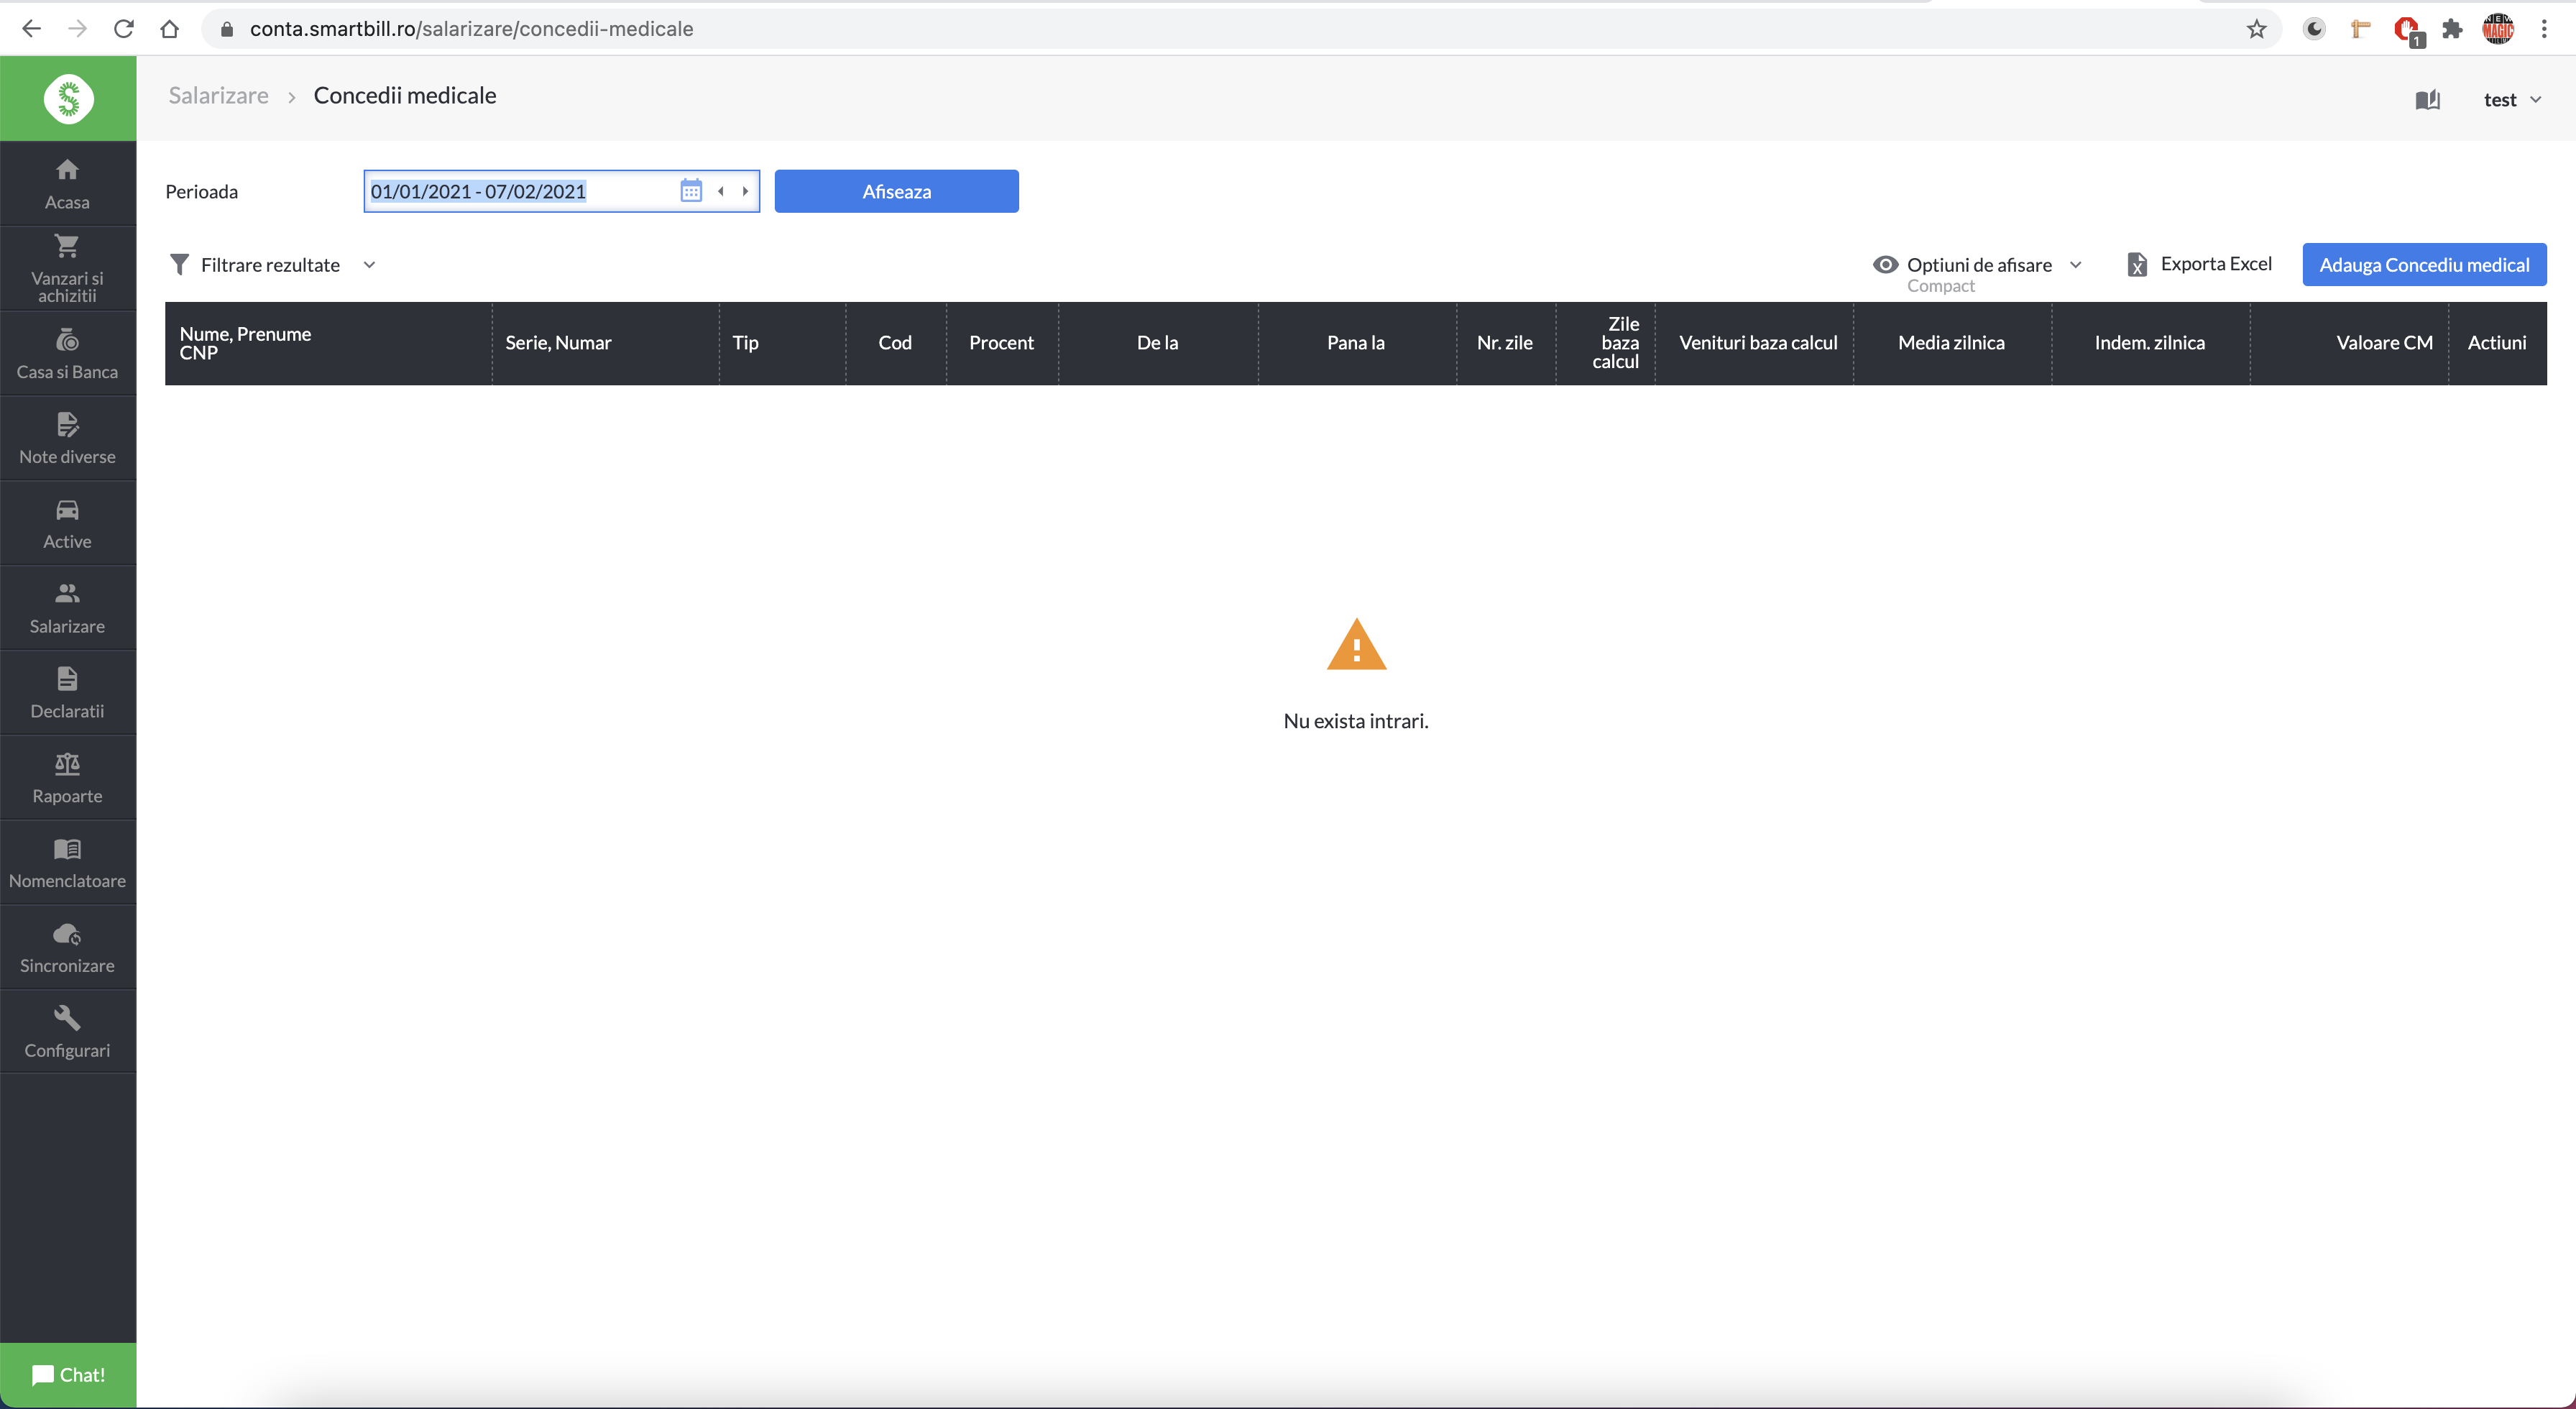 conta.smartbill.ro/salarizare/concedii-medicale
1
NEW
MAGIC
Salarizare > Concedii medicale
test
Perioada
01/01/2021 - 07/02/2021
Afiseaza
Filtrare rezultate
Optiuni de afisare
Compact
Exporta Excel
Adauga Concediu medical
Nume, Prenume
CNP
Serie, Numar
Tip
Cod
Procent
De la
Pana la
Nr. zile
Zile
baza
calcul
Venituri baza calcul
Media zilnica
Indem. zilnica
Valoare CM
Actiuni
Nu exista intrari.
Acasa
Vanzari si
achizitii
Casa si Banca
Note diverse
Active
Salarizare
Declaratii
Rapoarte
Nomenclatoare
Sincronizare
Configurari
Chat!